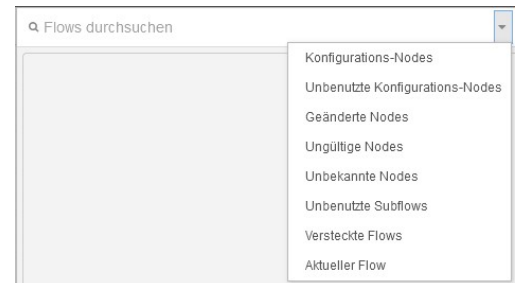 Flows durchsuchen
Konfigurations-Nodes
Unbenutzte Konfigurations-Nodes
Geänderte Nodes
Ungültige Nodes
Unbekannte Nodes
Unbenutzte Subflows
Versteckte Flows
Aktueller Flow